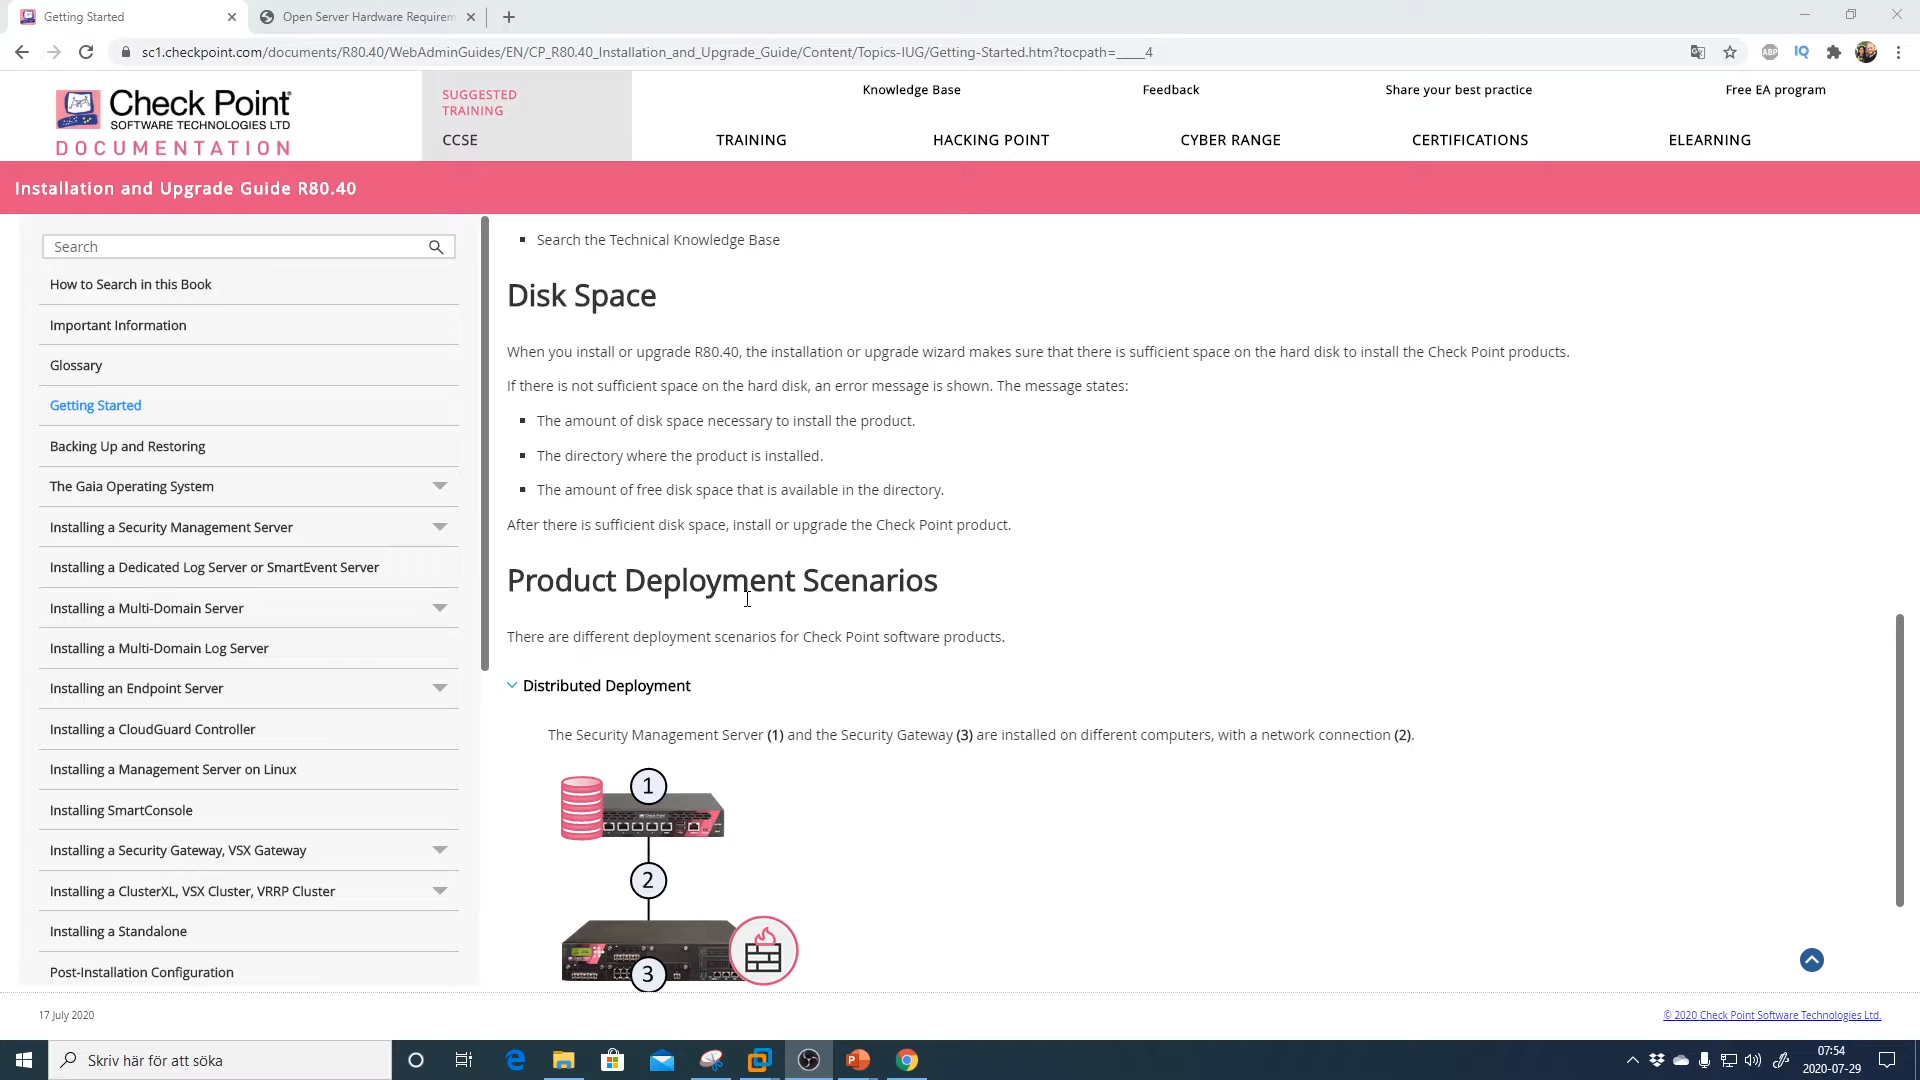 Getting Started
Open Server Hardware Requirem
sc1.checkpoint.com/documents/R80.40/WebAdminGuides/EN/CP_R80.40_Installation_and_Upgrade_Guide/Content/Topics-IUG/Getting-Started.htm?tocpath=_____4
ABP
IQ
Check Point
SOFTWARE TECHNOLOGIES LTD
DOCUMENTATION
SUGGESTED
TRAINING
CCSE
Knowledge Base
Feedback
Share your best practice
Free EA program
TRAINING
HACKING POINT
CYBER RANGE
CERTIFICATIONS
ELEARNING
Installation and Upgrade Guide R80.40
Search
How to Search in this Book
Important Information
Glossary
Getting Started
Backing Up and Restoring
The Gaia Operating System
Installing a Security Management Server
Installing a Dedicated Log Server or SmartEvent Server
Installing a Multi-Domain Server
Installing a Multi-Domain Log Server
Installing an Endpoint Server
Installing a CloudGuard Controller
Installing a Management Server on Linux
Installing SmartConsole
Installing a Security Gateway, VSX Gateway
Installing a ClusterXL, VSX Cluster, VRRP Cluster
Installing a Standalone
Post-Installation Configuration
Search the Technical Knowledge Base
Disk Space
When you install or upgrade R80.40, the installation or upgrade wizard makes sure that there is sufficient space on the hard disk to install the Check Point products.
If there is not sufficient space on the hard disk, an error message is shown. The message states:
The amount of disk space necessary to install the product.
The directory where the product is installed.
The amount of free disk space that is available in the directory.
After there is sufficient disk space, install or upgrade the Check Point product.
Product Deployment Scenarios
There are different deployment scenarios for Check Point software products.
Distributed Deployment
The Security Management Server (1) and the Security Gateway (3) are installed on different computers, with a network connection (2).
1
Check Point
2
3
17 July 2020
© 2020 Check Point Software Technologies Ltd.
Skriv här för att söka
07:54
2020-07-29